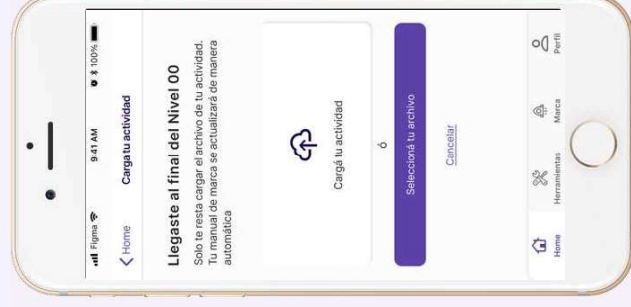 Figma 9:41 AM 100%
Home Carga tu actividad
Llegaste al final del Nivel 00
Solo te resta cargar el archivo de tu actividad.
Tu manual de marca se actualizará de manera
automática
Cargá tu actividad
ó
Seleccioná tu archivo
Cancelar
Home Herramientas Marca Perfil